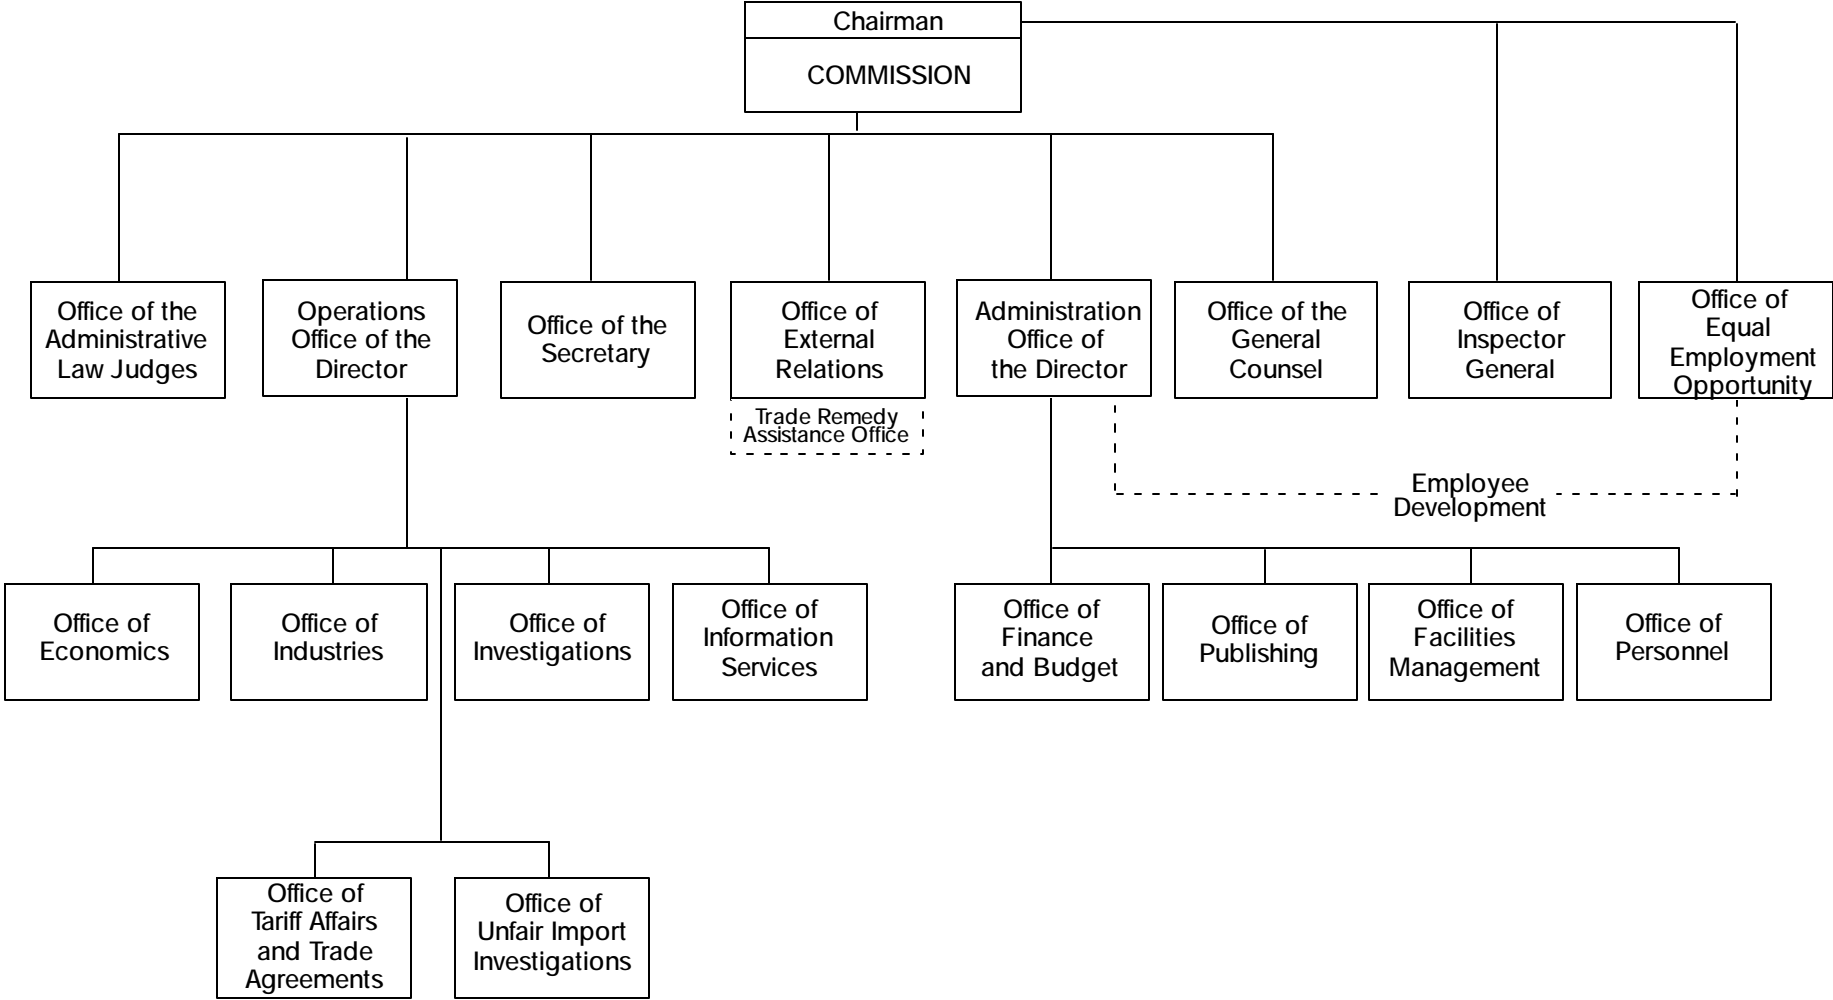 Chairman
COMMISSION
Office of the
Administrative
Law Judges
Operations
Office of the
Director
Office of the
Secretary
Office of
External
Relations
Trade Remedy
Assistance Office
Administration
Office of
the Director
Office of the
General
Counsel
Office of
Inspector
General
Office of
Equal
Employment
Opportunity
Employee
Development
Office of
Economics
Office of
Industries
Office of
Investigations
Office of
Information
Services
Office of
Finance
and Budget
Office of
Publishing
Office of
Facilities
Management
Office of
Personnel
Office of
Tariff Affairs
and Trade
Agreements
Office of
Unfair Import
Investigations